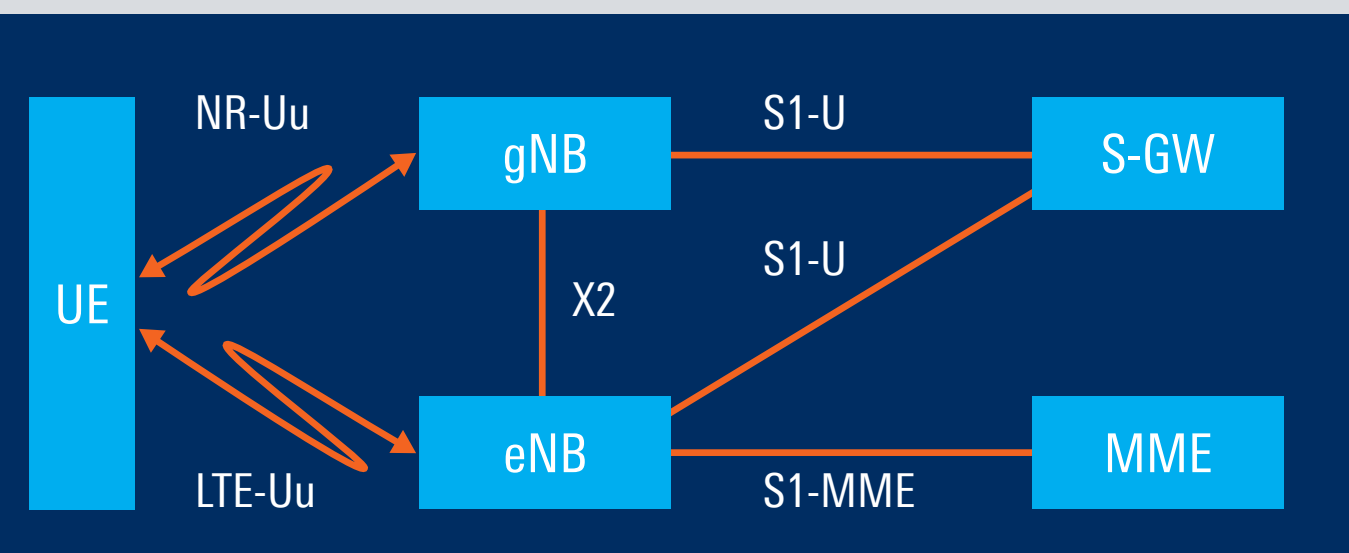 NR-Uu
S1-U
gNB
S-GW
S1-U
UE
X2
eNB
MME
LTE-Uu
S1-MME